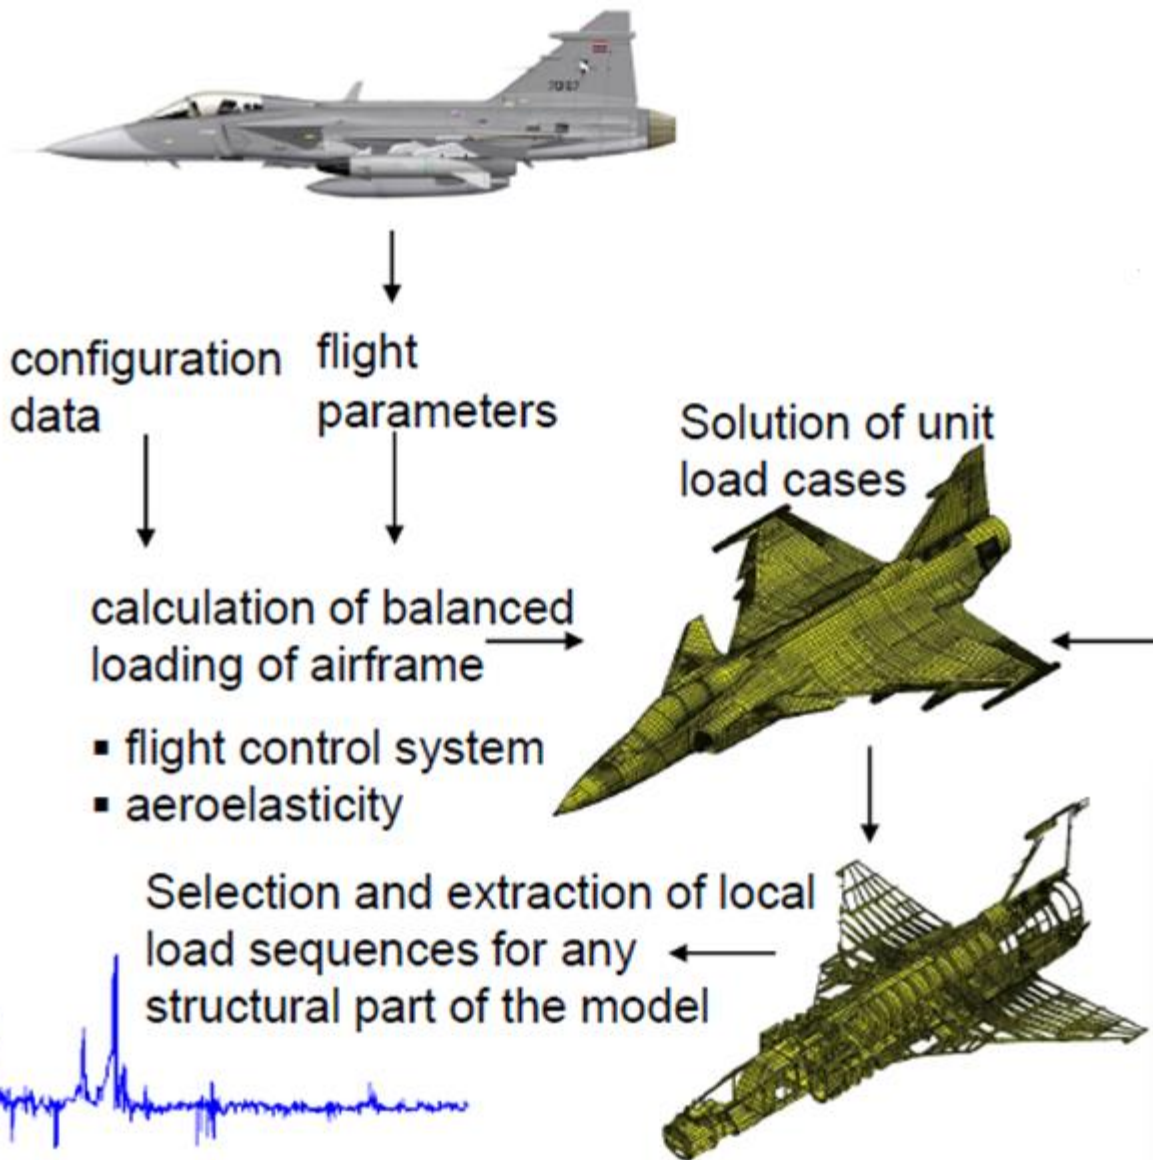 configuration
data
flight
parameters
Solution of unit
load cases
calculation of balanced
loading of airframe
▪ flight control system
▪ aeroelasticity
Selection and extraction of local
load sequences for any
structural part of the model